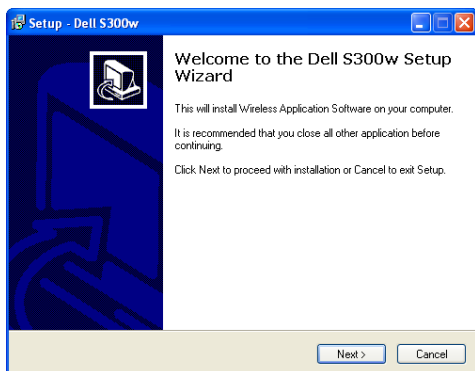 Setup - Dell S300w
Welcome to the Dell S300w Setup
Wizard
This will install Wireless Application Software on your computer.
It is recommended that you close all other application before
continuing.
Click Next to proceed with installation or Cancel to exit Setup.
Next >
Cancel